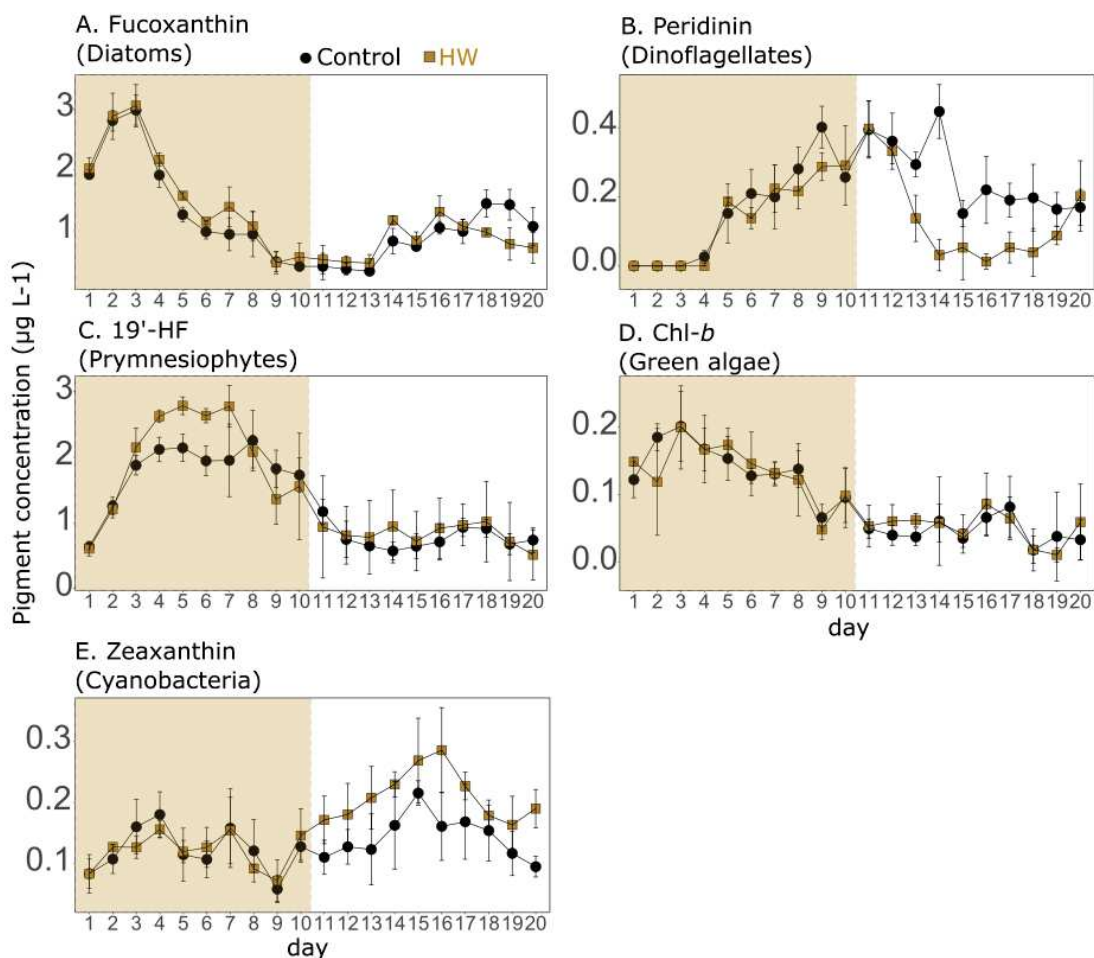 A. Fucoxanthin
(Diatoms)
Control HW
3
2
1
1 2 3 4 5 6 7 8 9 10 11 12 13 14 15 16 17 18 19 20
B. Peridinin
(Dinoflagellates)
0.4
0.2
0.0
1 2 3 4 5 6 7 8 9 10 11 12 13 14 15 16 17 18 19 20
Pigment concentration (µg L-1)
C. 19'-HF
(Prymnesiophytes)
3
2
1
0
1 2 3 4 5 6 7 8 9 10 11 12 13 14 15 16 17 18 19 20
D. Chl-b
(Green algae)
0.2
0.1
0.0
1 2 3 4 5 6 7 8 9 10 11 12 13 14 15 16 17 18 19 20
day
E. Zeaxanthin
(Cyanobacteria)
0.3
0.2
0.1
1 2 3 4 5 6 7 8 9 10 11 12 13 14 15 16 17 18 19 20
day